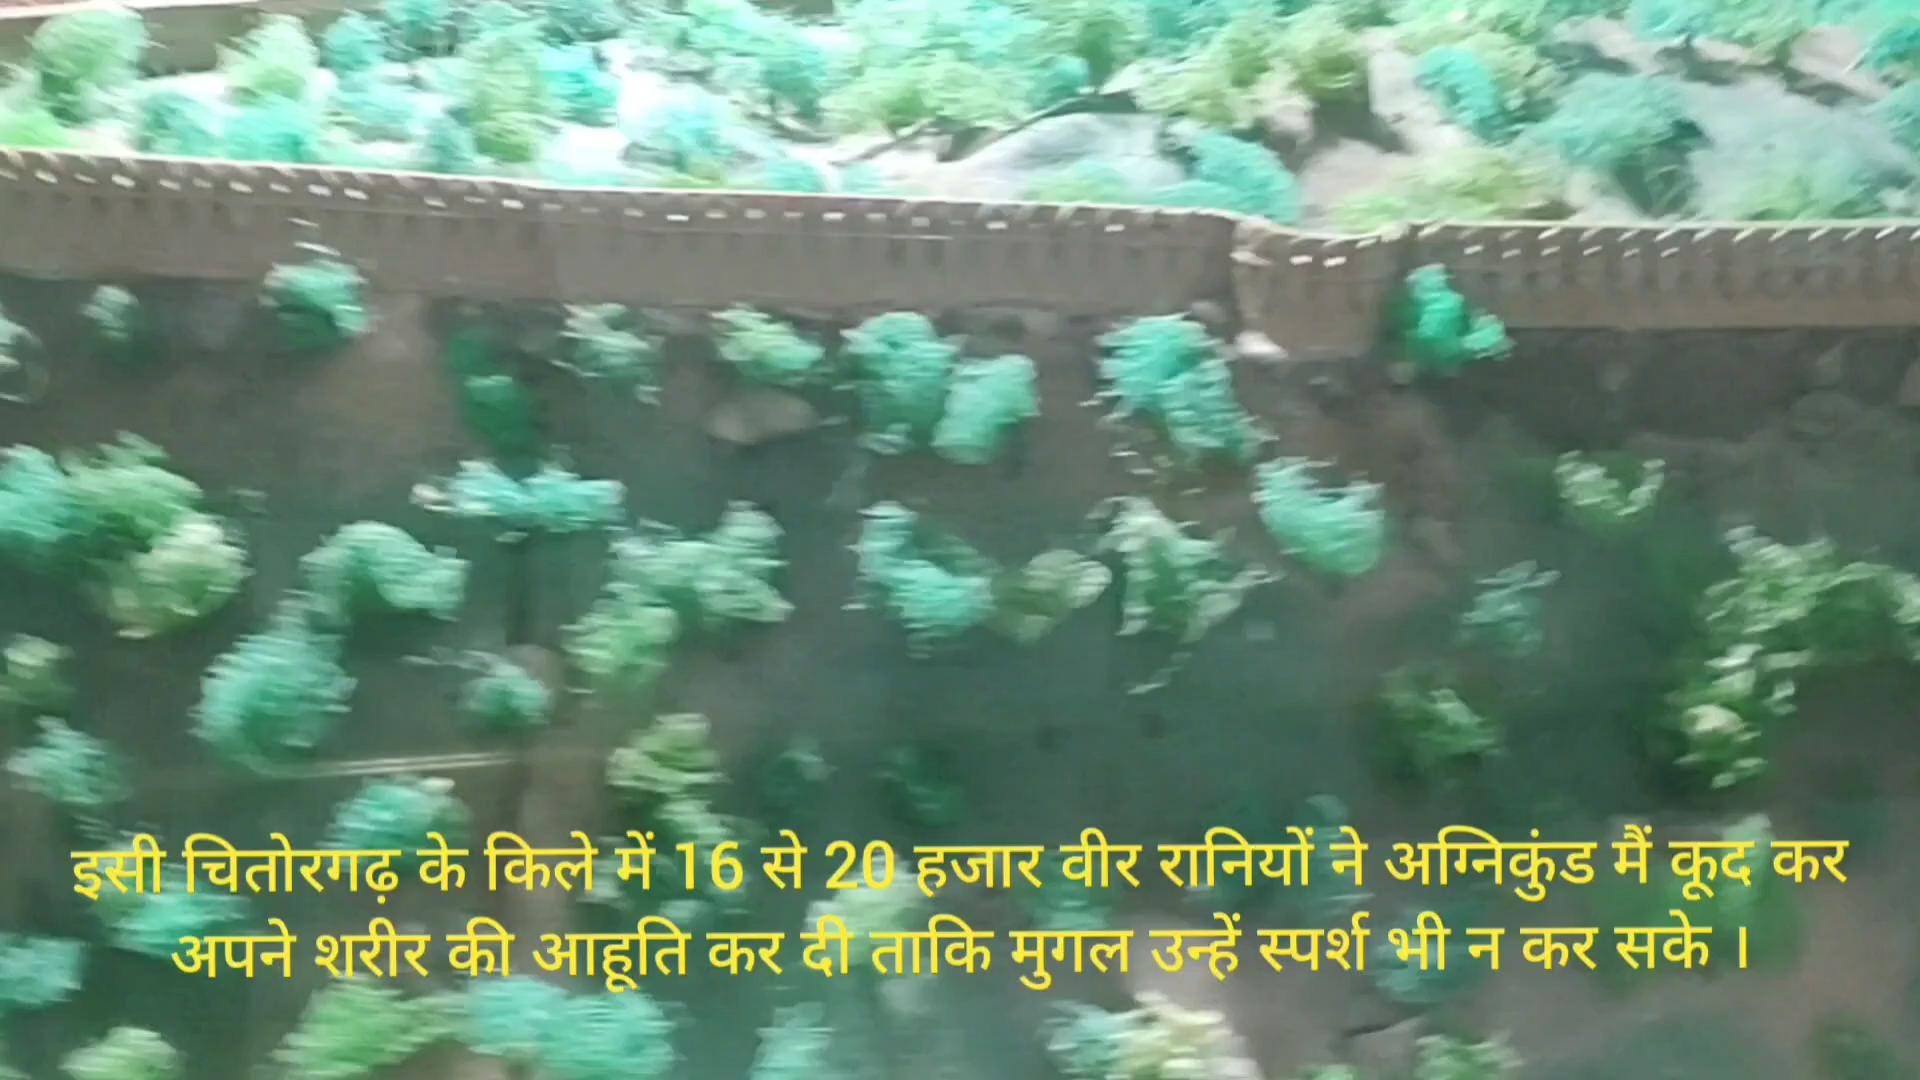 इसी चितोरगढ़ के किले में 16 से 20 हजार वीर रानियों ने अग्निकुंड मैं कूद कर
अपने शरीर की आहूति कर दी ताकि मुगल उन्हें स्पर्श भी न कर सके ।